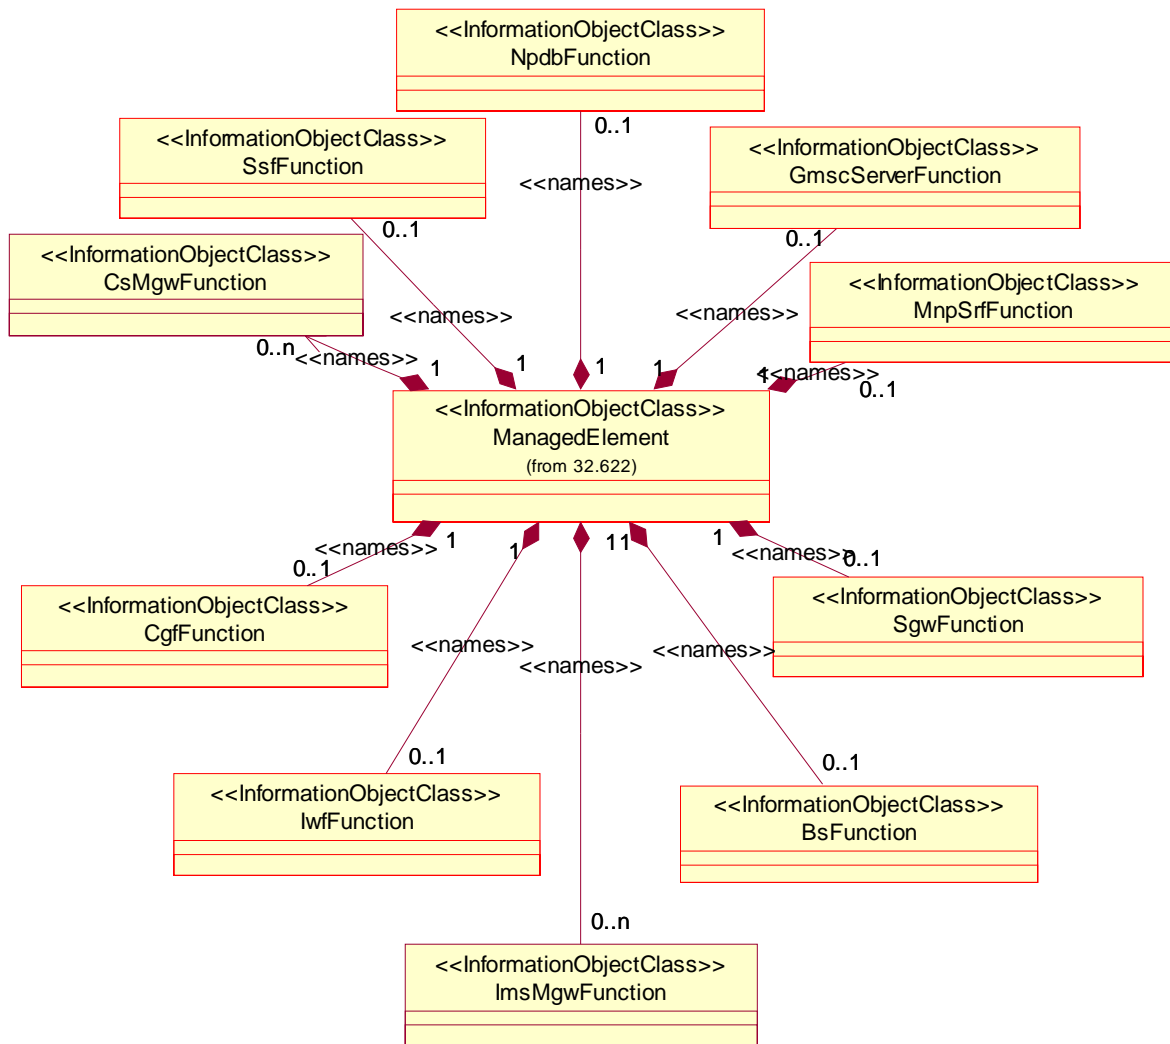 <<InformationObjectClass>>
NpdbFunction
0..1
<<InformationObjectClass>>
SsfFunction
0..1
<<names>>
<<InformationObjectClass>>
GmscServerFunction
0..1
<<InformationObjectClass>>
CsMgwFunction
0..n
<<InformationObjectClass>>
MnpSrfFunction
0..1
<<names>>
<<names>>
<<names>>
<<names>>
1
1
1
1
1
<<InformationObjectClass>>
ManagedElement
(from 32.622)
<<names>>
1
1
1
1
1
<<names>>
0..1
0..1
<<InformationObjectClass>>
CgfFunction
<<InformationObjectClass>>
SgwFunction
<<names>>
<<names>>
<<names>>
0..1
0..1
<<InformationObjectClass>>
IwfFunction
<<InformationObjectClass>>
BsFunction
0..n
<<InformationObjectClass>>
ImsMgwFunction